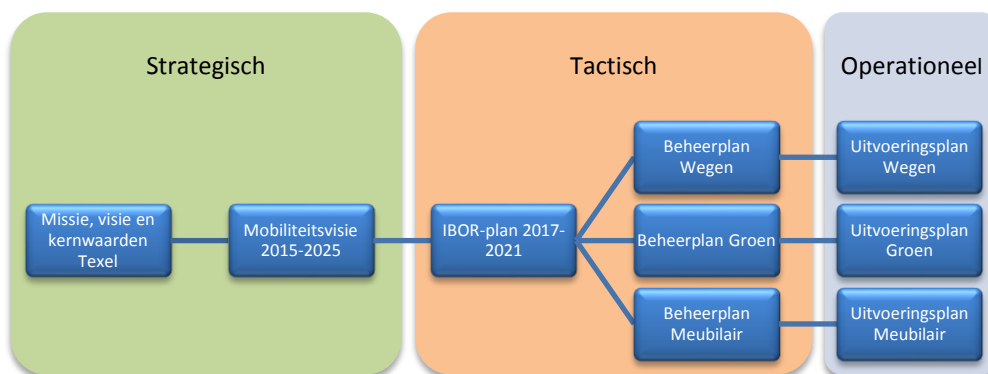 Strategisch
Tactisch
Operationeel
Missie, visie en
kernwaarden
Texel
Mobiliteitsvisie
2015-2025
IBOR-plan 2017-
2021
Beheerplan
Wegen
Uitvoeringsplan
Wegen
Beheerplan Groen
Uitvoeringsplan
Groen
Beheerplan
Meubilair
Uitvoeringsplan
Meubilair